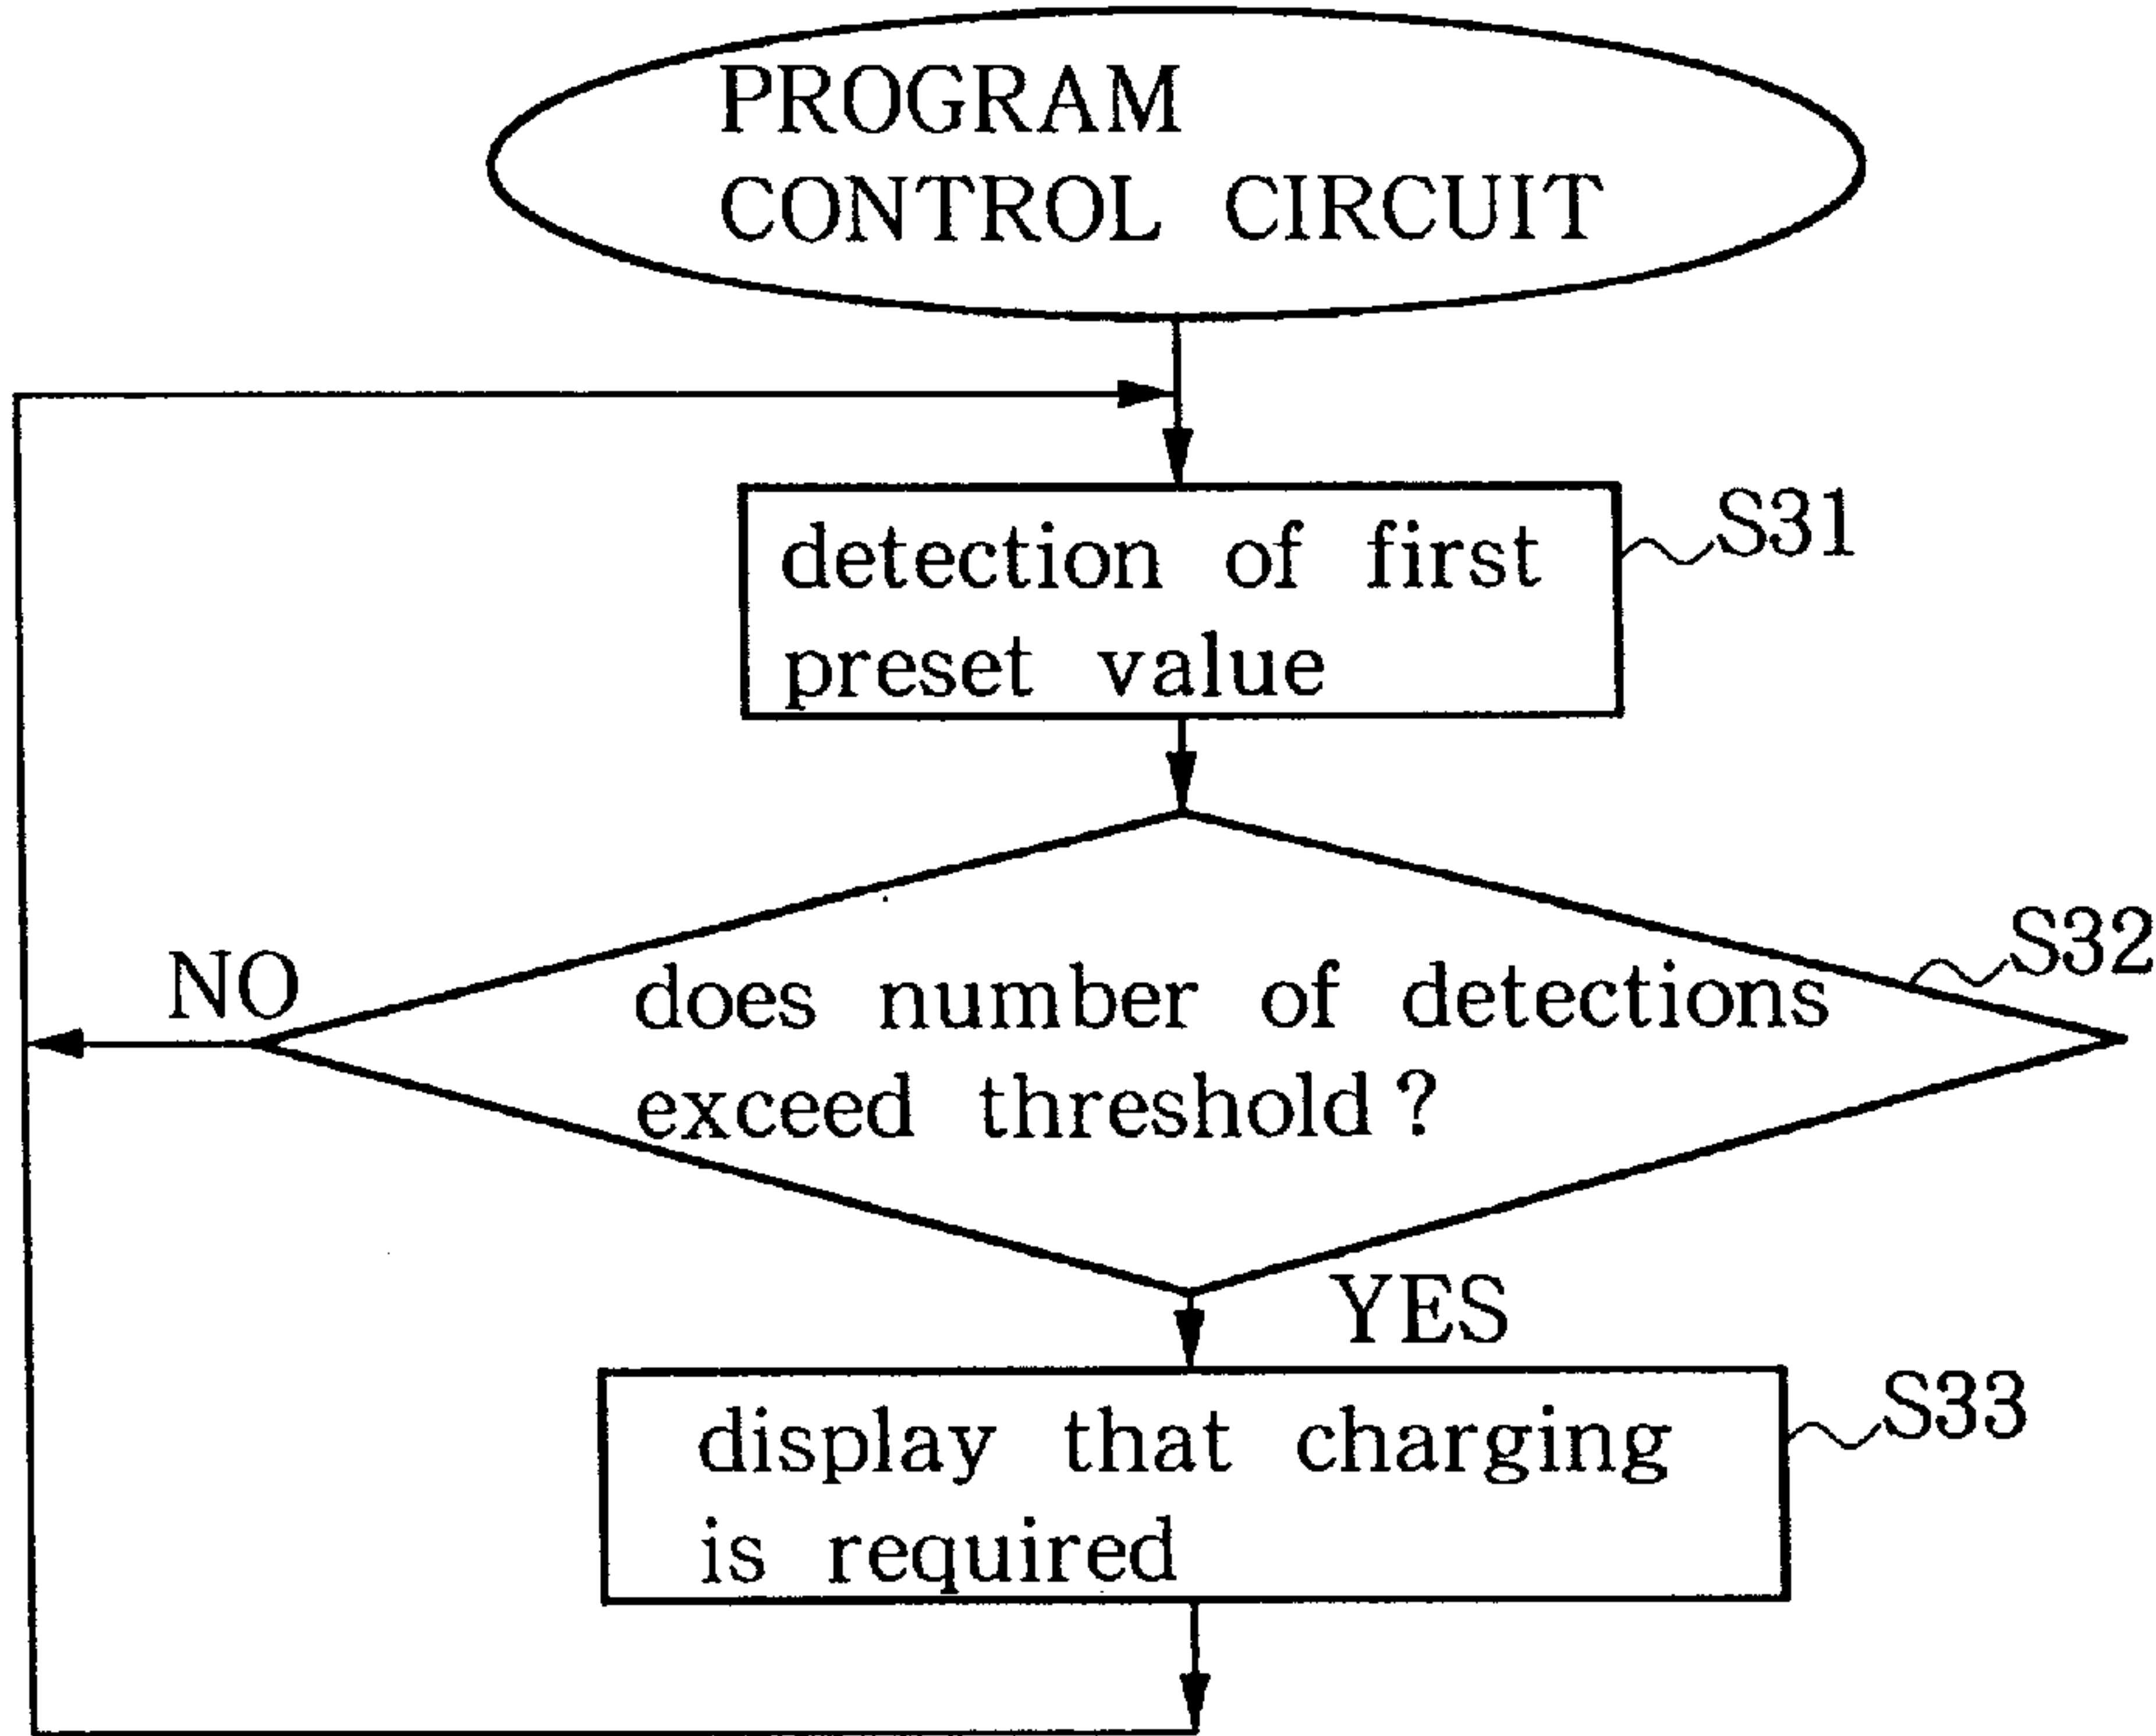 PROGRAM
CONTROL CIRCUIT
detection of first
preset value
S31
does number of detections
exceed threshold?
S32
NO
YES
display that charging
is required
S33